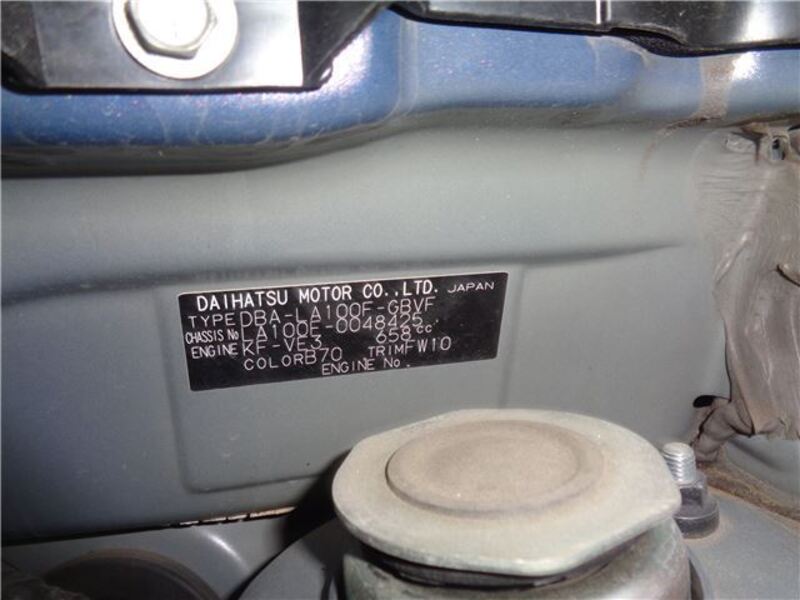 DAIHATSU MOTOR CO.,LTD. JAPAN
TYPE DBA-LA100F-GBVF
CHASSIS No LA100F-0048425
ENGINE KF-VE3 658cc
COLOR B70 TRIM FW10
ENGINE No.